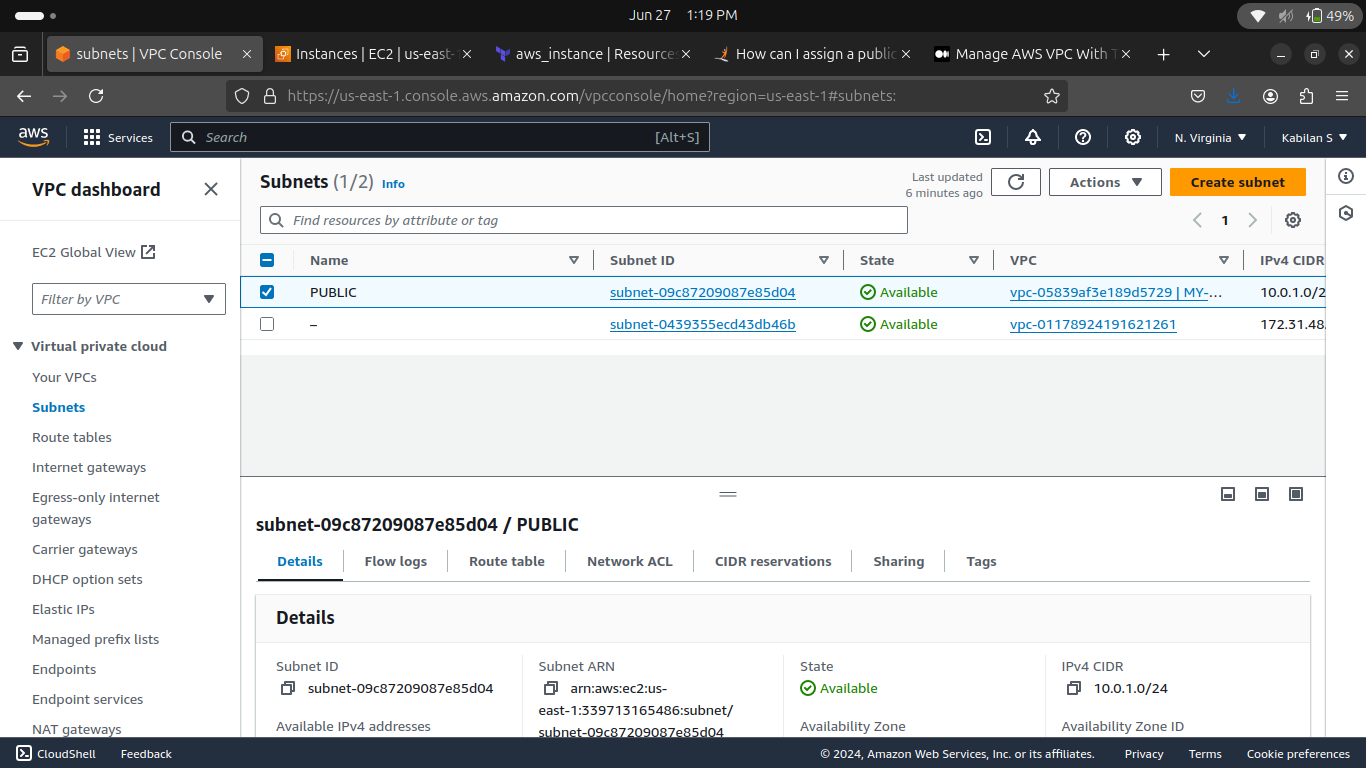 Jun 27 1:19 PM
49%
subnets | VPC Console
Instances | EC2 | us-east-
aws_instance | Resources
How can I assign a public
Manage AWS VPC With T
https://us-east-1.console.aws.amazon.com/vpcconsole/home?region=us-east-1#subnets:
aws
Services
Search
[Alt+S]
N. Virginia
Kabilan S
VPC dashboard
EC2 Global View
Filter by VPC
Virtual private cloud
Your VPCs
Subnets
Route tables
Internet gateways
Egress-only internet
gateways
Carrier gateways
DHCP option sets
Elastic IPs
Managed prefix lists
Endpoints
Endpoint services
NAT gateways
Subnets (1/2) Info
Last updated
6 minutes ago
Actions
Create subnet
Find resources by attribute or tag
1
Name Subnet ID State VPC IPv4 CIDR
PUBLIC subnet-09c87209087e85d04 Available vpc-05839af3e189d5729 | MY-... 10.0.1.0/2
– subnet-0439355ecd43db46b Available vpc-01178924191621261 172.31.48.
subnet-09c87209087e85d04 / PUBLIC
Details Flow logs Route table Network ACL CIDR reservations Sharing Tags
Details
Subnet ID
subnet-09c87209087e85d04
Available IPv4 addresses
Subnet ARN
arn:aws:ec2:us-
east-1:339713165486:subnet/
subnet-09c87209087e85d04
State
Available
Availability Zone
IPv4 CIDR
10.0.1.0/24
Availability Zone ID
CloudShell Feedback © 2024, Amazon Web Services, Inc. or its affiliates. Privacy Terms Cookie preferences